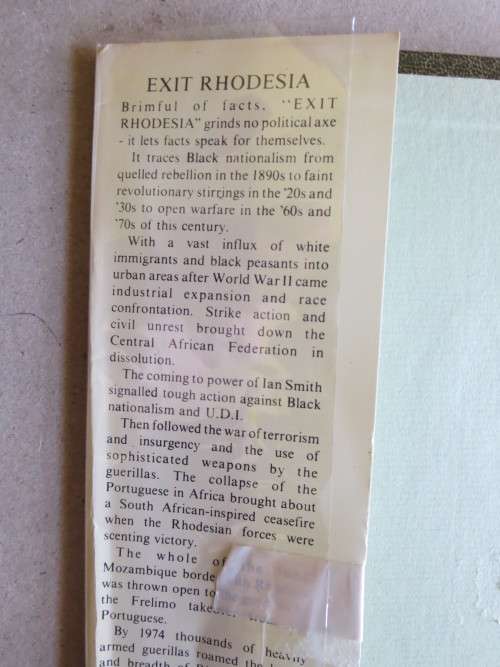 EXIT RHODESIA
Brimful of facts, "EXIT
RHODESIA" grinds no political axe
- it lets facts speak for themselves.
It traces Black nationalism from
quelled rebellion in the 1890s to faint
revolutionary stirrings in the '20s and
'30s to open warfare in the '60s and
'70s of this century.
With a vast influx of white
immigrants and black peasants into
urban areas after World War II came
industrial expansion and race
confrontation. Strike action and
civil unrest brought down the
Central African Federation in
dissolution.
The coming to power of Ian Smith
signalled tough action against Black
nationalism and U.D.I.
Then followed the war of terrorism
and insurgency and the use of
sophisticated weapons by the
guerillas. The collapse of the
Portuguese in Africa brought about
a South African-inspired ceasefire
when the Rhodesian forces were
scenting victory.
The whole of
Mozambique borde
was thrown open to
the Frelimo
Portuguese.
By 1974 thousands of heavily
armed guerillas roamed the
and breadth of